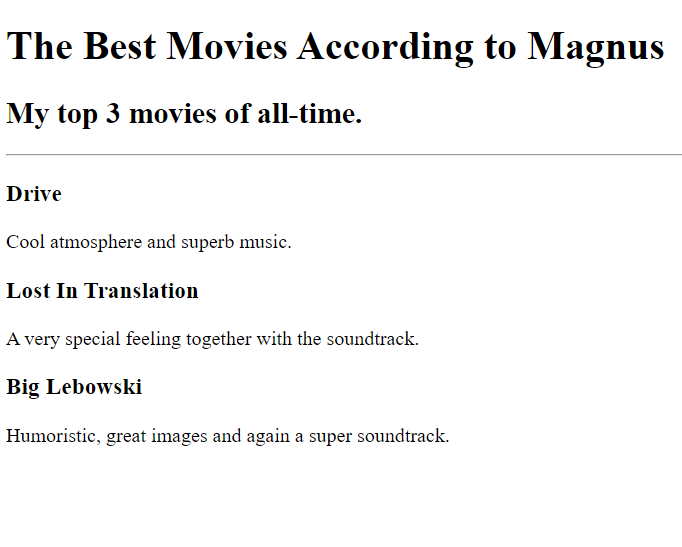 The Best Movies According to Magnus
My top 3 movies of all-time.
Drive
Cool atmosphere and superb music.
Lost In Translation
A very special feeling together with the soundtrack.
Big Lebowski
Humoristic, great images and again a super soundtrack.